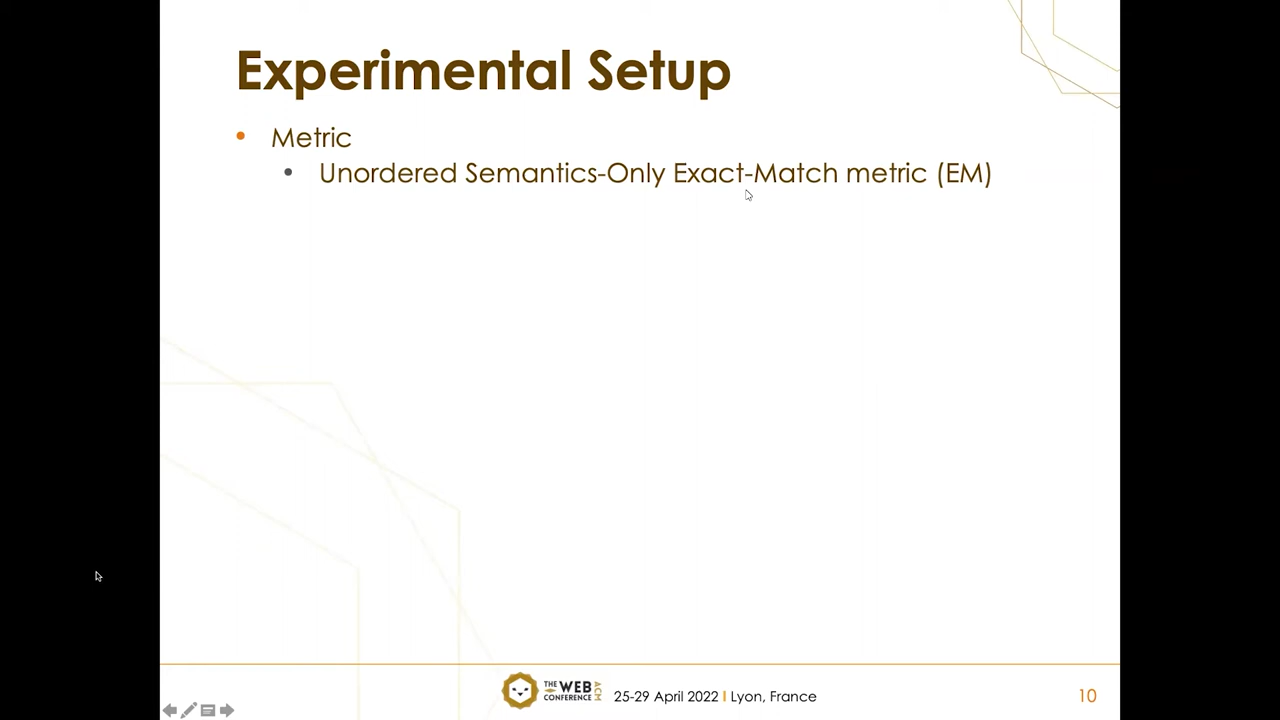 Experimental Setup
• Metric
• Unordered Semantics-Only Exact-Match metric (EM)
THE WEB CONFERENCE ACM
25-29 April 2022 I Lyon, France
10